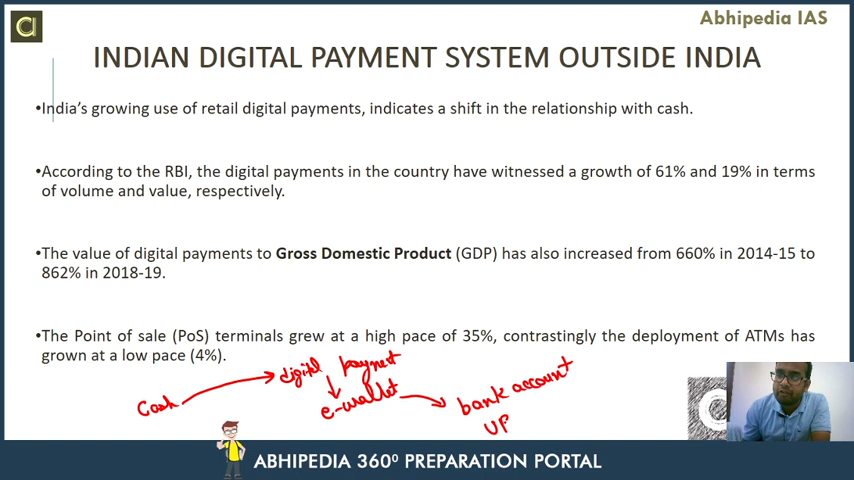 Abhipedia IAS
INDIAN DIGITAL PAYMENT SYSTEM OUTSIDE INDIA
•India's growing use of retail digital payments, indicates a shift in the relationship with cash.
•According to the RBI, the digital payments in the country have witnessed a growth of 61% and 19% in terms
of volume and value, respectively.
•The value of digital payments to Gross Domestic Product (GDP) has also increased from 660% in 2014-15 to
862% in 2018-19.
•The Point of sale (PoS) terminals grew at a high pace of 35%, contrastingly the deployment of ATMs has
grown at a low pace (4%).
Cash digital paymet
e-wallet bank account
UP
ABHIPEDIA 360⁰ PREPARATION PORTAL